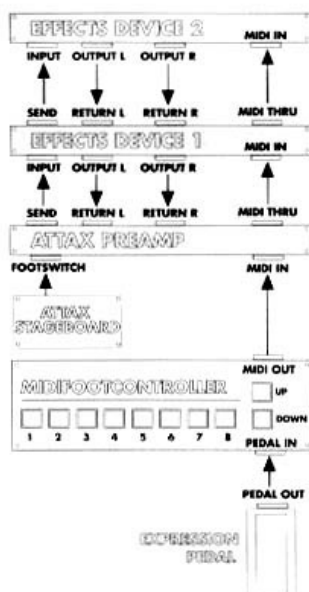 EFFECTS DEVICE 2
MIDI IN
INPUT OUTPUT L OUTPUT R
SEND RETURN L RETURN R MIDI THRU
EFFECTS DEVICE 1
MIDI IN
INPUT OUTPUT L OUTPUT R
SEND RETURN L RETURN R MIDI THRU
ATTAX PREAMP
FOOTSWITCH MIDI IN
ATTAX
STAGEBOARD
MIDI OUT
MIDIFOOTCONTROLLER UP
DOWN
1 2 3 4 5 6 7 8
PEDAL IN
PEDAL OUT
EXPRESSION
PEDAL